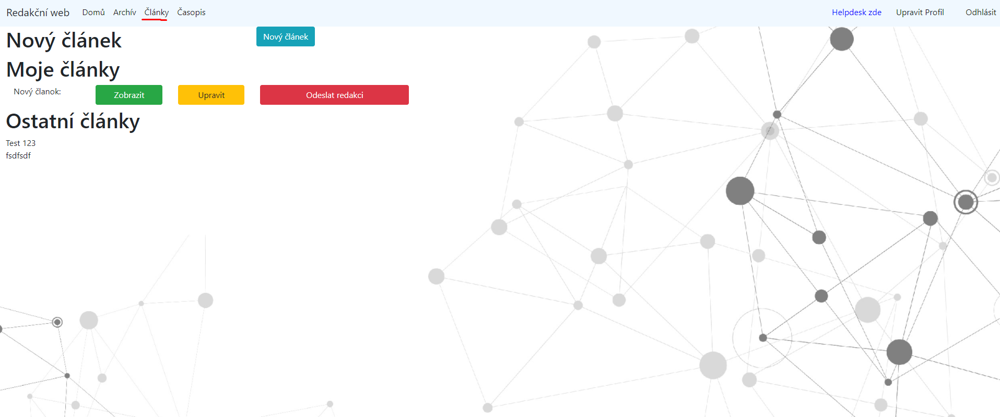 Redakční web Domů Archív Články Časopis Helpdesk zde Upravit Profil Odhlásit
Nový článek Nový článek
Moje články
Nový članok: Zobrazit Upravit Odeslat redakci
Ostatní články
Test 123
fsdfsdf